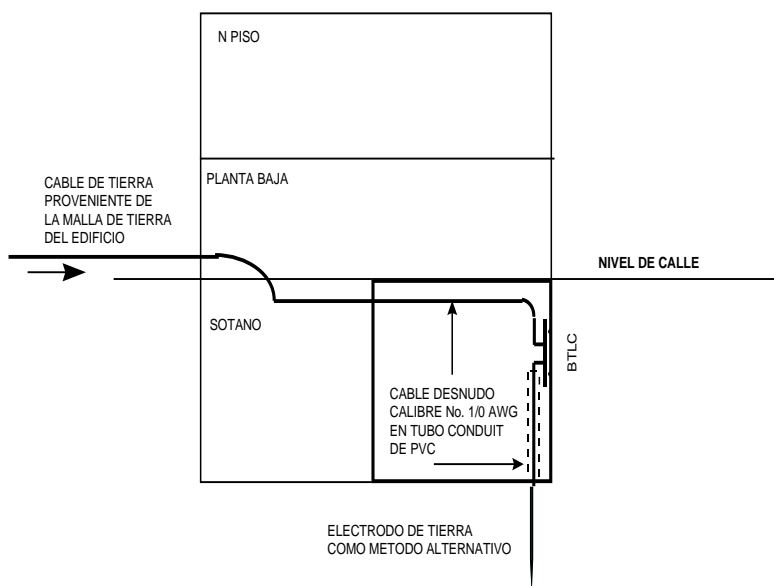 N PISO
CABLE DE TIERRA
PROVENIENTE DE
LA MALLA DE TIERRA
DEL EDIFICIO
PLANTA BAJA
NIVEL DE CALLE
SOTANO
BTLC
CABLE DESNUDO
CALIBRE No. 1/0 AWG
EN TUBO CONDUIT
DE PVC
ELECTRODO DE TIERRA
COMO METODO ALTERNATIVO